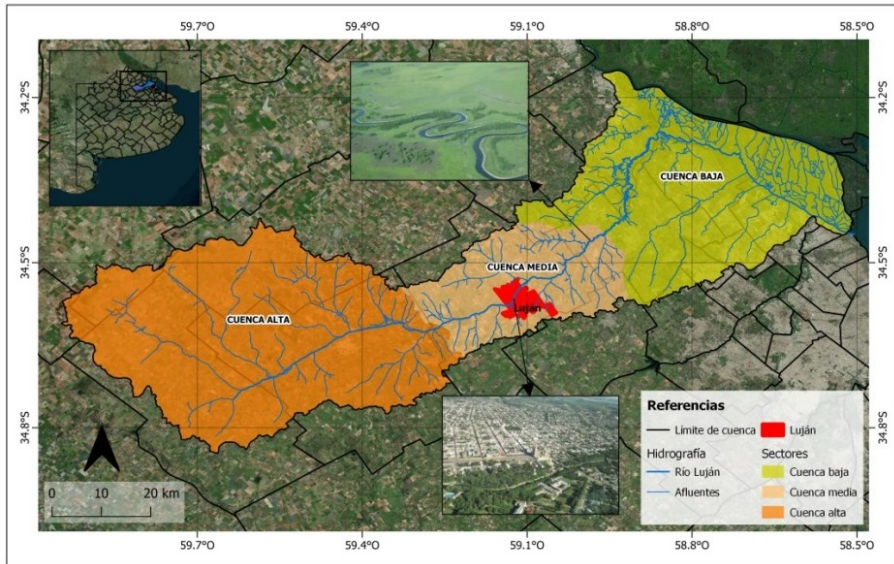 59.7°O 59.4°O 59.1°O 58.8°O 58.5°O
34.2°S 34.2°S
CUENCA BAJA
34.5°S 34.5°S
CUENCA MEDIA
Luján
CUENCA ALTA
34.8°S 34.8°S
Referencias
Límite de cuenca Luján
Hidrografía Sectores
Río Luján Cuenca baja
Afluentes Cuenca media
Cuenca alta
0 10 20 km
59.7°O 59.4°O 59.1°O 58.8°O 58.5°O